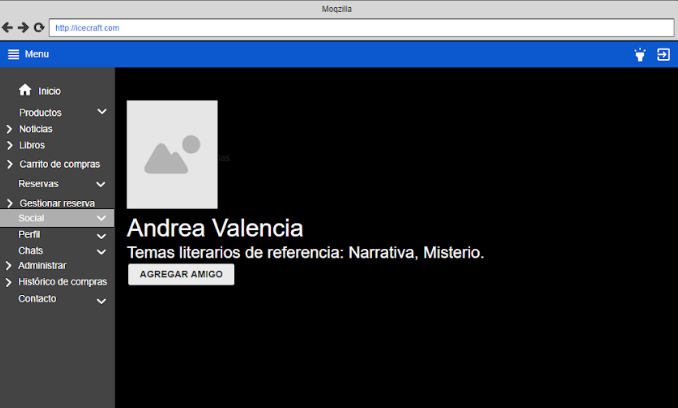 Moqzilla
http://icecraft.com
Menu
Inicio
Productos
Noticias
Libros
Carrito de compras
Reservas
Gestionar reserva
Social
Perfil
Chats
Administrar
Histórico de compras
Contacto
Andrea Valencia
Temas literarios de referencia: Narrativa, Misterio.
AGREGAR AMIGO